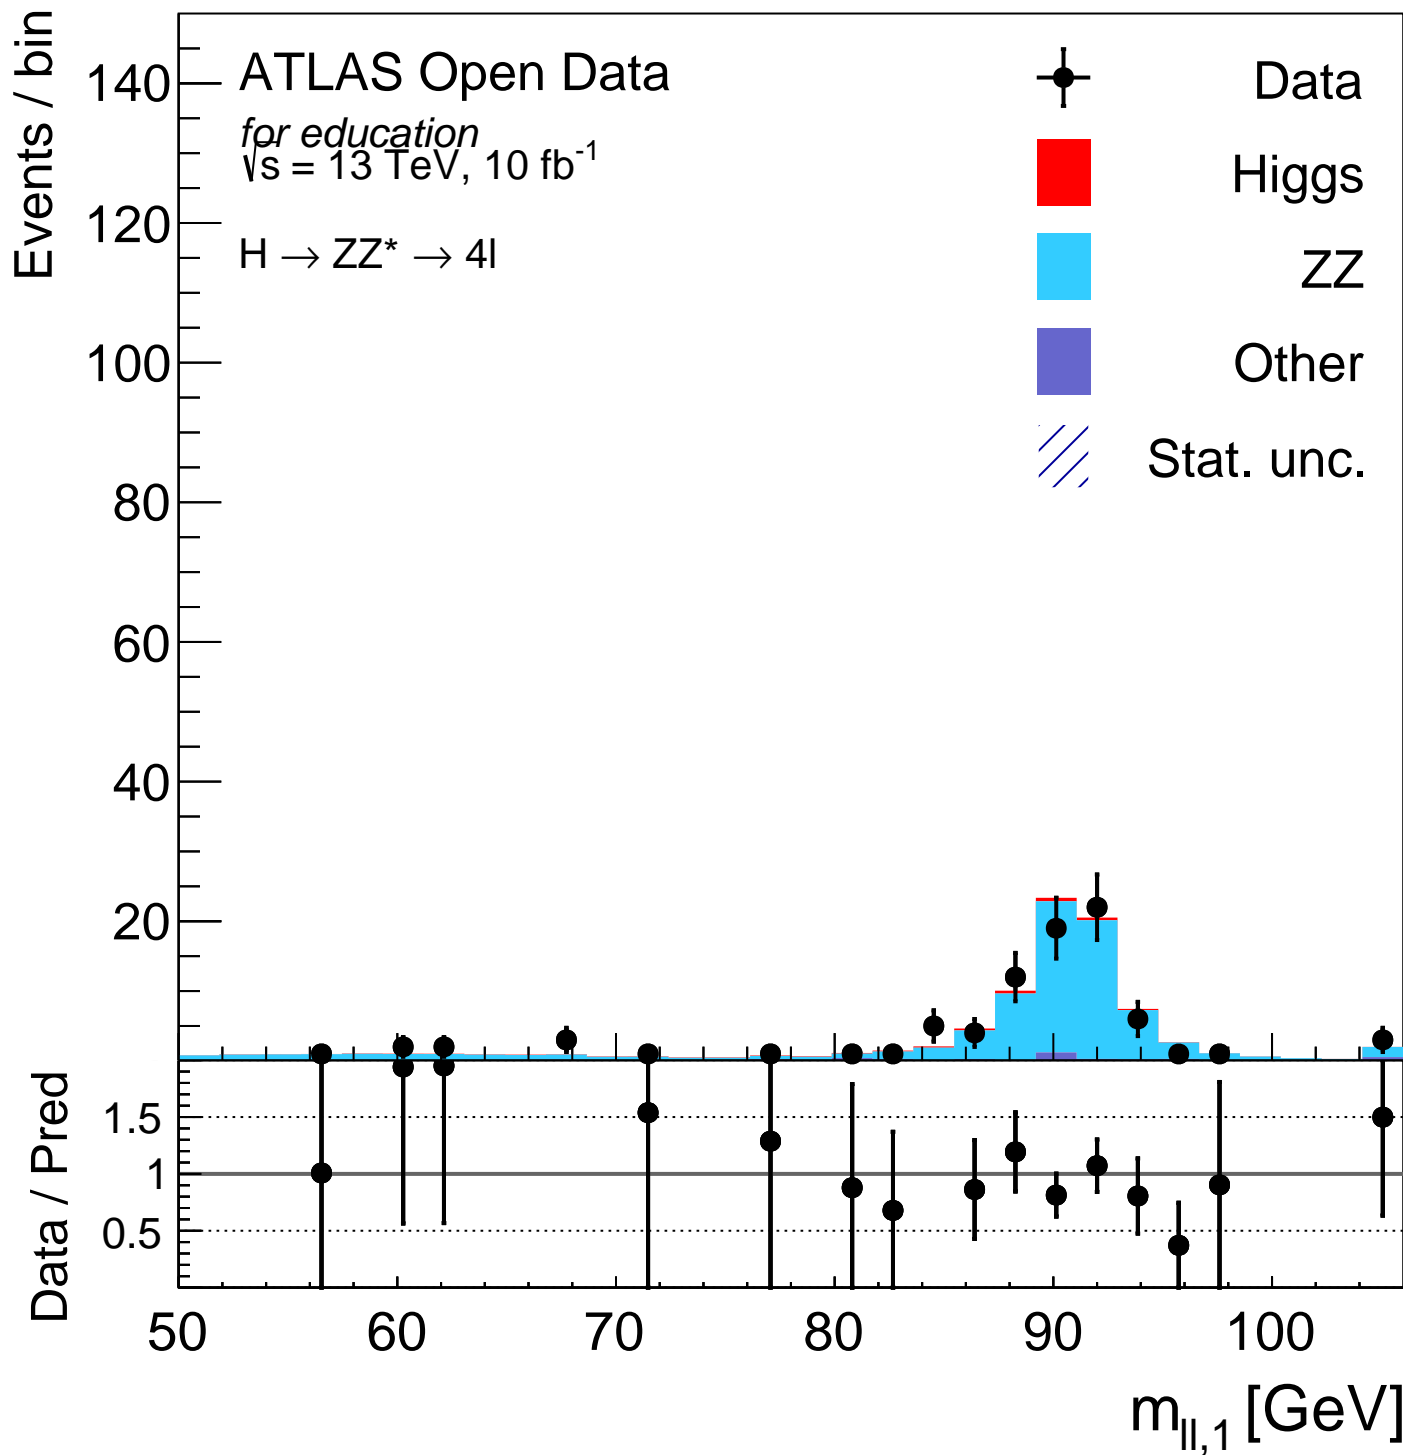 Events / bin
140
120
100
80
60
40
20
ATLAS Open Data
for education
√s = 13 TeV, 10 fb⁻¹
H → ZZ* → 4l
Data
Higgs
ZZ
Other
Stat. unc.
Data / Pred
1.5
1
0.5
50 60 70 80 90 100
m_ll,1 [GeV]